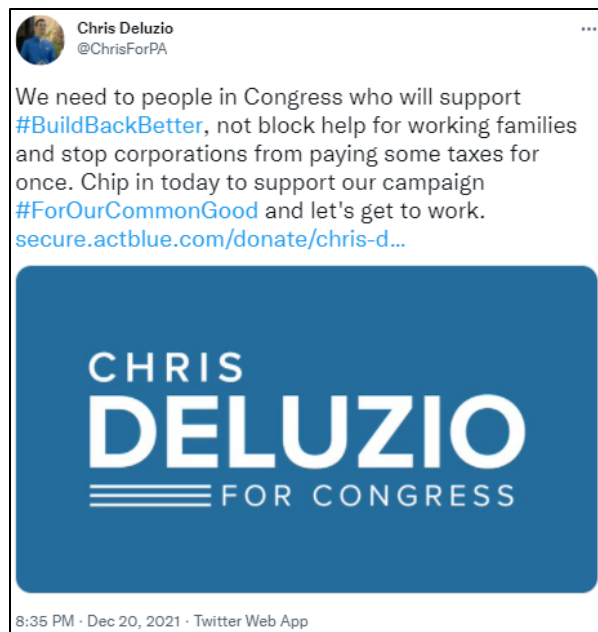 Chris Deluzio
@ChrisForPA
We need to people in Congress who will support
#BuildBackBetter, not block help for working families
and stop corporations from paying some taxes for
once. Chip in today to support our campaign
#ForOurCommonGood and let's get to work.
secure.actblue.com/donate/chris-d...
CHRIS
DELUZIO
FOR CONGRESS
8:35 PM · Dec 20, 2021 · Twitter Web App